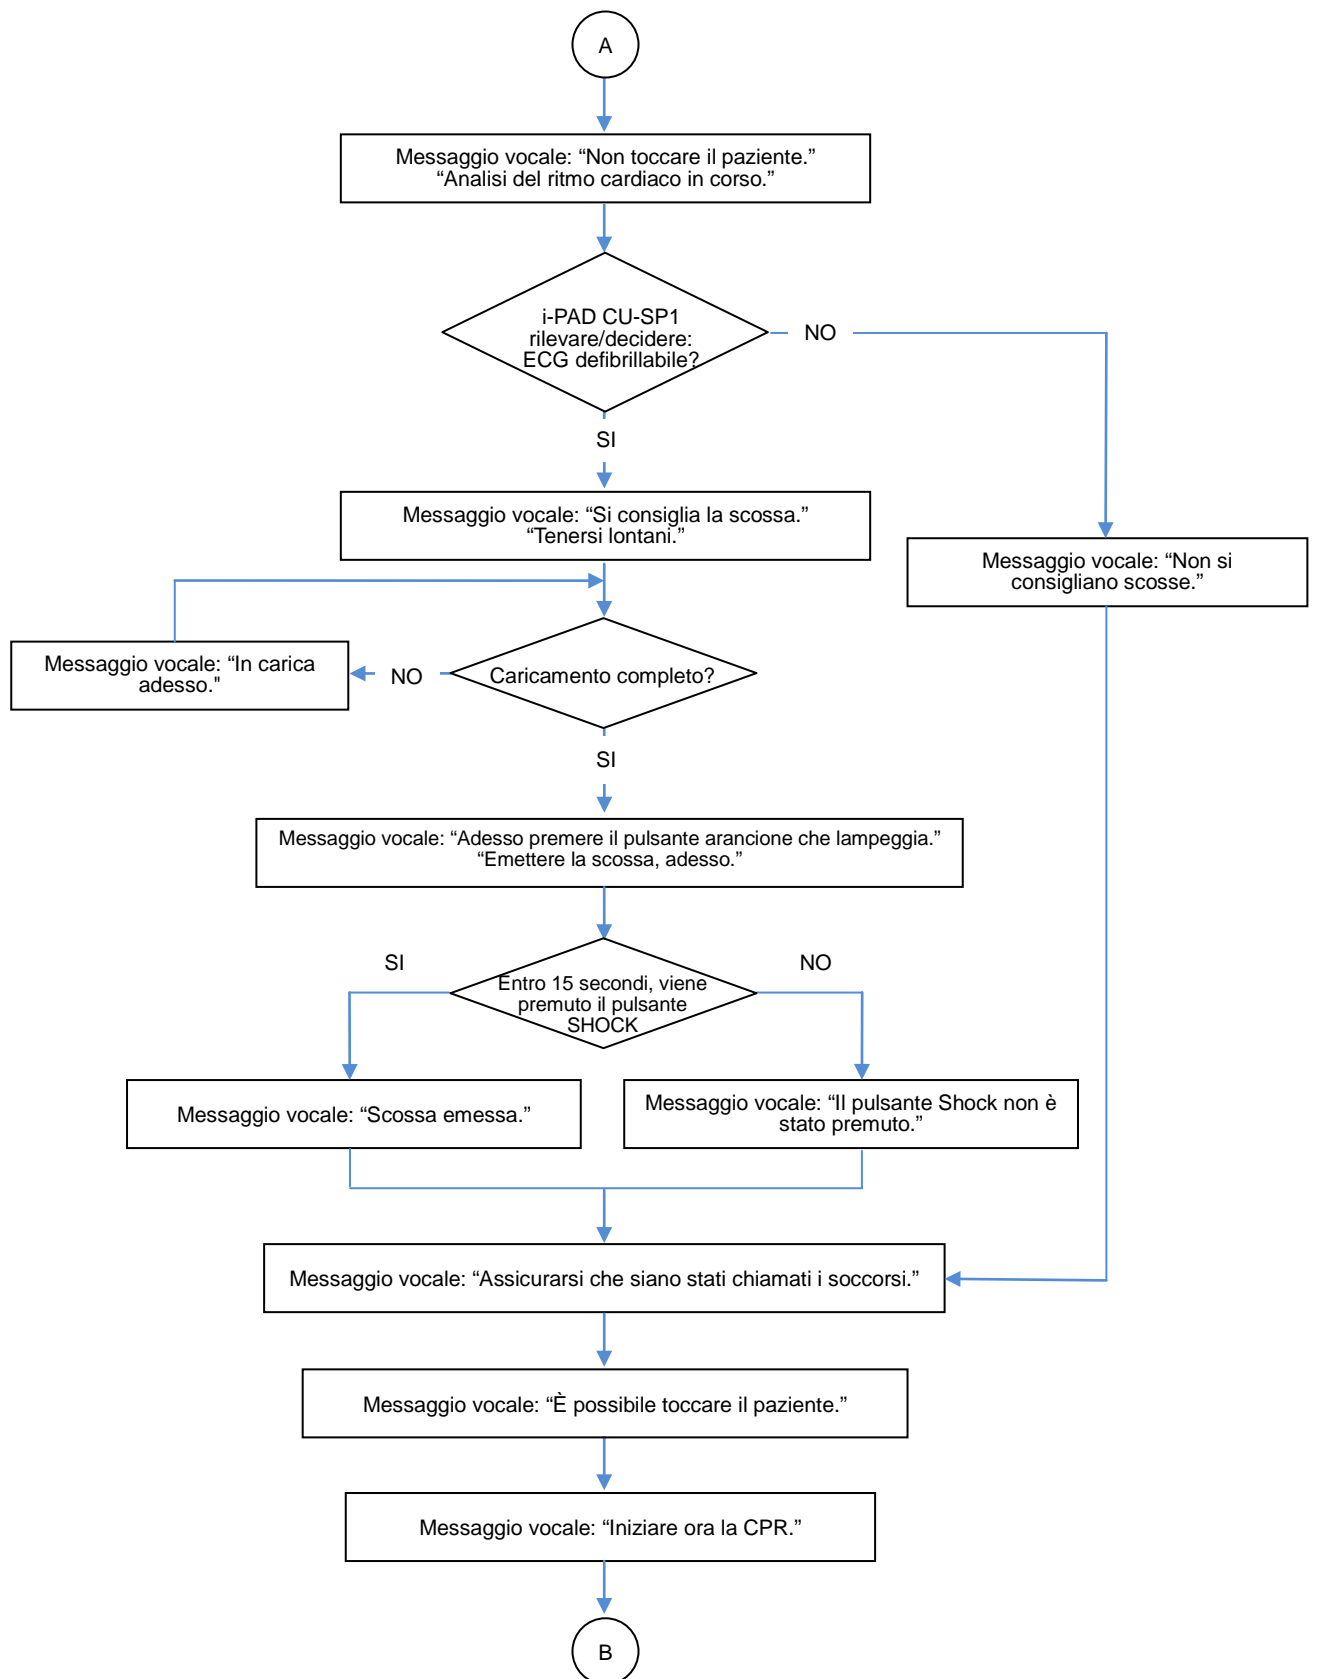 A
Messaggio vocale: “Non toccare il paziente.”
“Analisi del ritmo cardiaco in corso.”
i-PAD CU-SP1
rilevare/decidere:
ECG defibrillabile?
NO
SI
Messaggio vocale: “Si consiglia la scossa.”
“Tenersi lontani.”
Messaggio vocale: “Non si
consigliano scosse.”
Messaggio vocale: “In carica
adesso."
NO
Caricamento completo?
SI
Messaggio vocale: “Adesso premere il pulsante arancione che lampeggia.”
“Emettere la scossa, adesso.”
SI
NO
Entro 15 secondi, viene
premuto il pulsante
SHOCK
Messaggio vocale: “Scossa emessa.”
Messaggio vocale: “Il pulsante Shock non è
stato premuto.”
Messaggio vocale: “Assicurarsi che siano stati chiamati i soccorsi.”
Messaggio vocale: “È possibile toccare il paziente.”
Messaggio vocale: “Iniziare ora la CPR.”
B